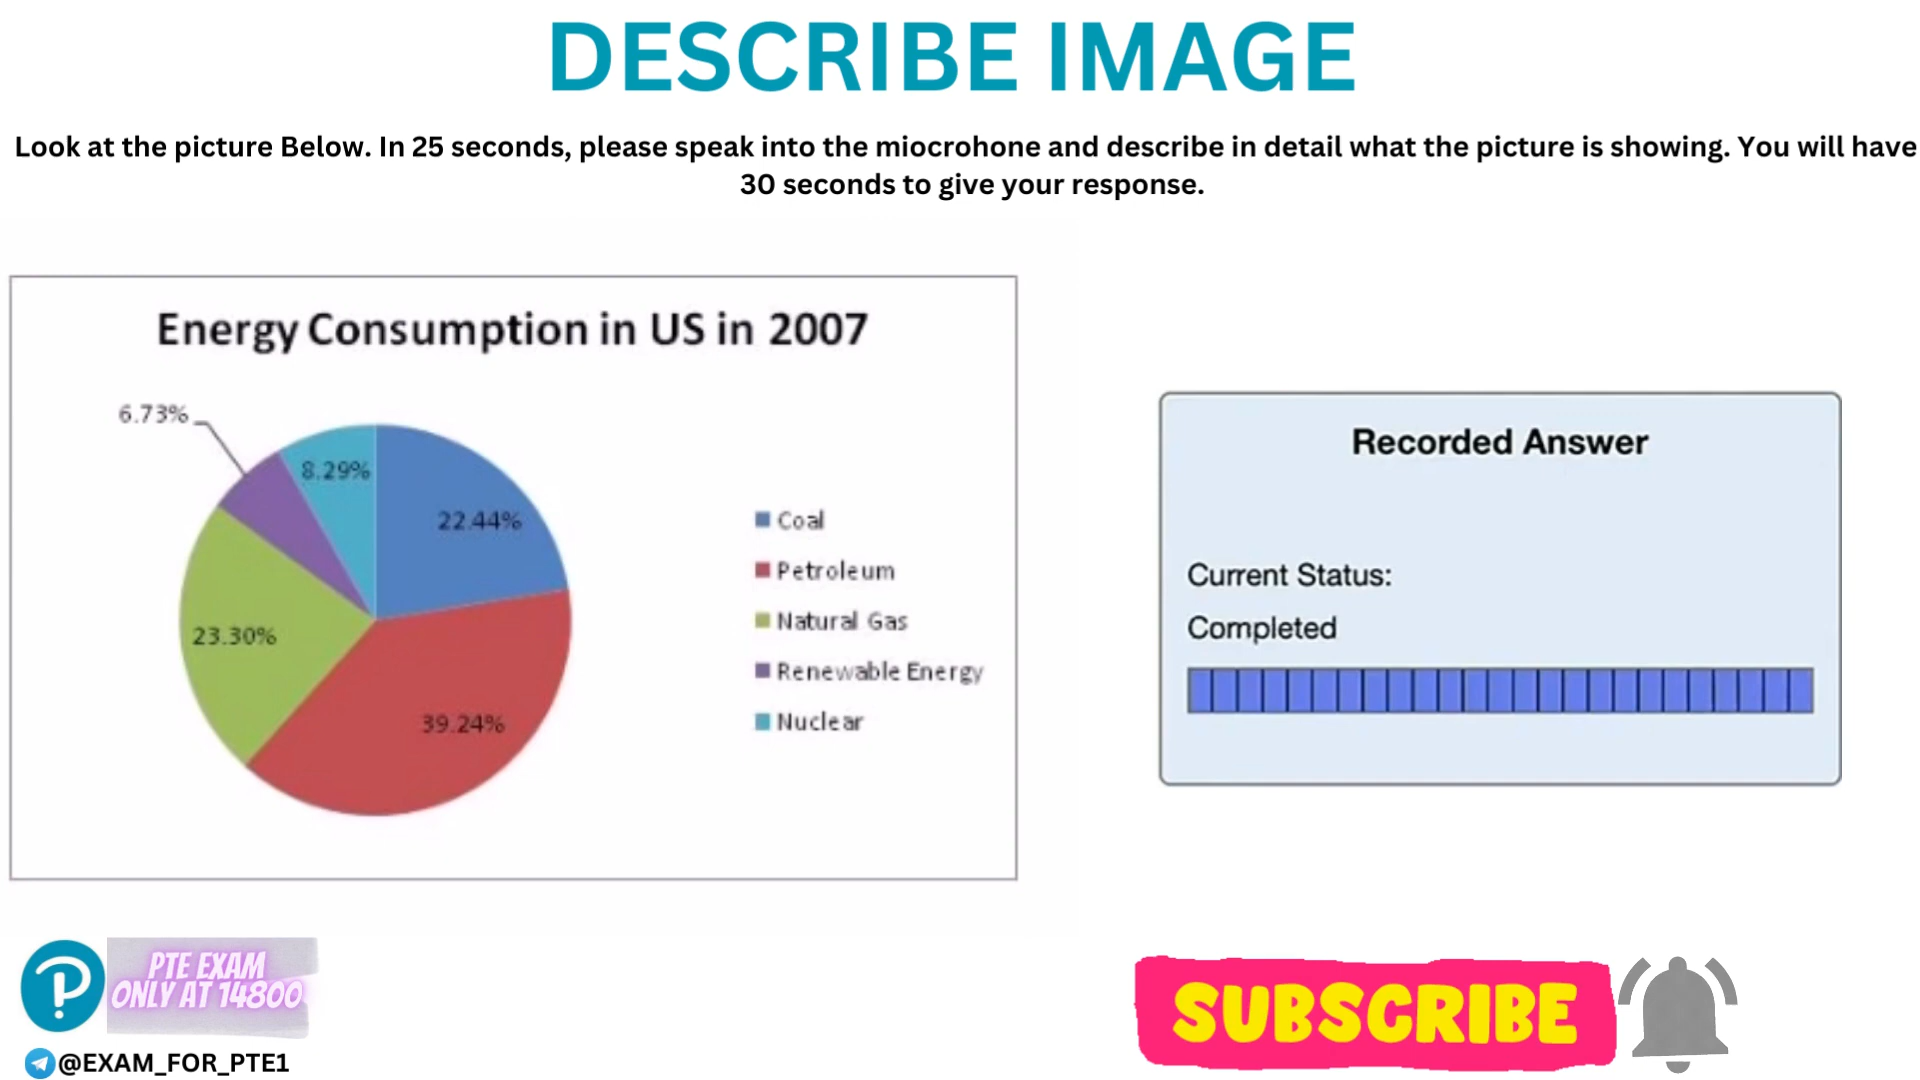 DESCRIBE IMAGE
Look at the picture Below. In 25 seconds, please speak into the miocrohone and describe in detail what the picture is showing. You will have
30 seconds to give your response.
Energy Consumption in US in 2007
6.73%
8.29%
22.44%
23.30%
39.24%
Coal
Petroleum
Natural Gas
Renewable Energy
Nuclear
Recorded Answer
Current Status:
Completed
PTE EXAM
ONLY AT 14800
@EXAM_FOR_PTE1
SUBSCRIBE